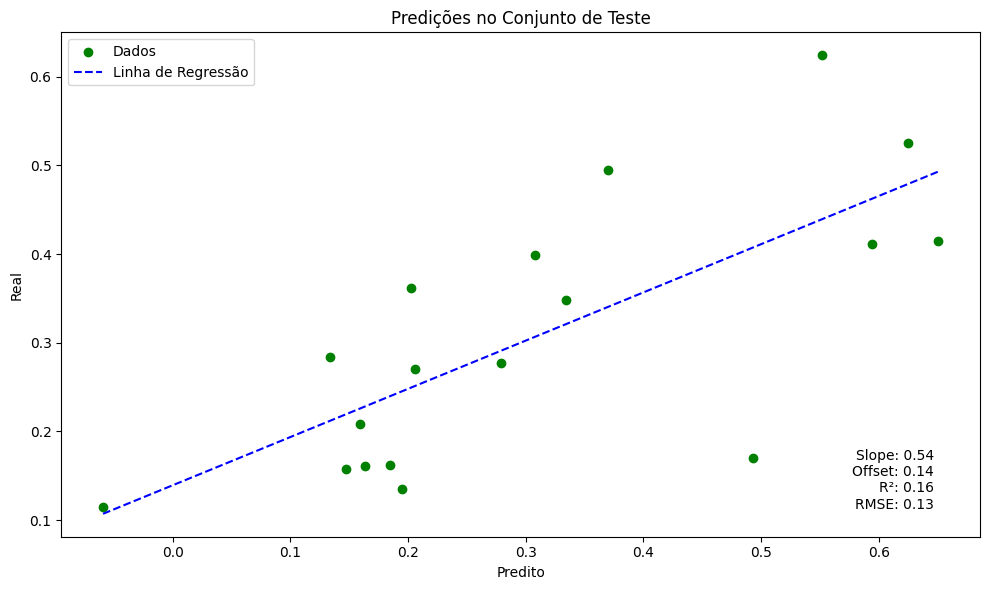 Predições no Conjunto de Teste
Dados
Linha de Regressão
0.6
0.5
0.4
0.3
0.2
0.1
Real
Slope: 0.54
Offset: 0.14
R²: 0.16
RMSE: 0.13
0.0
0.1
0.2
0.3
0.4
0.5
0.6
Predito